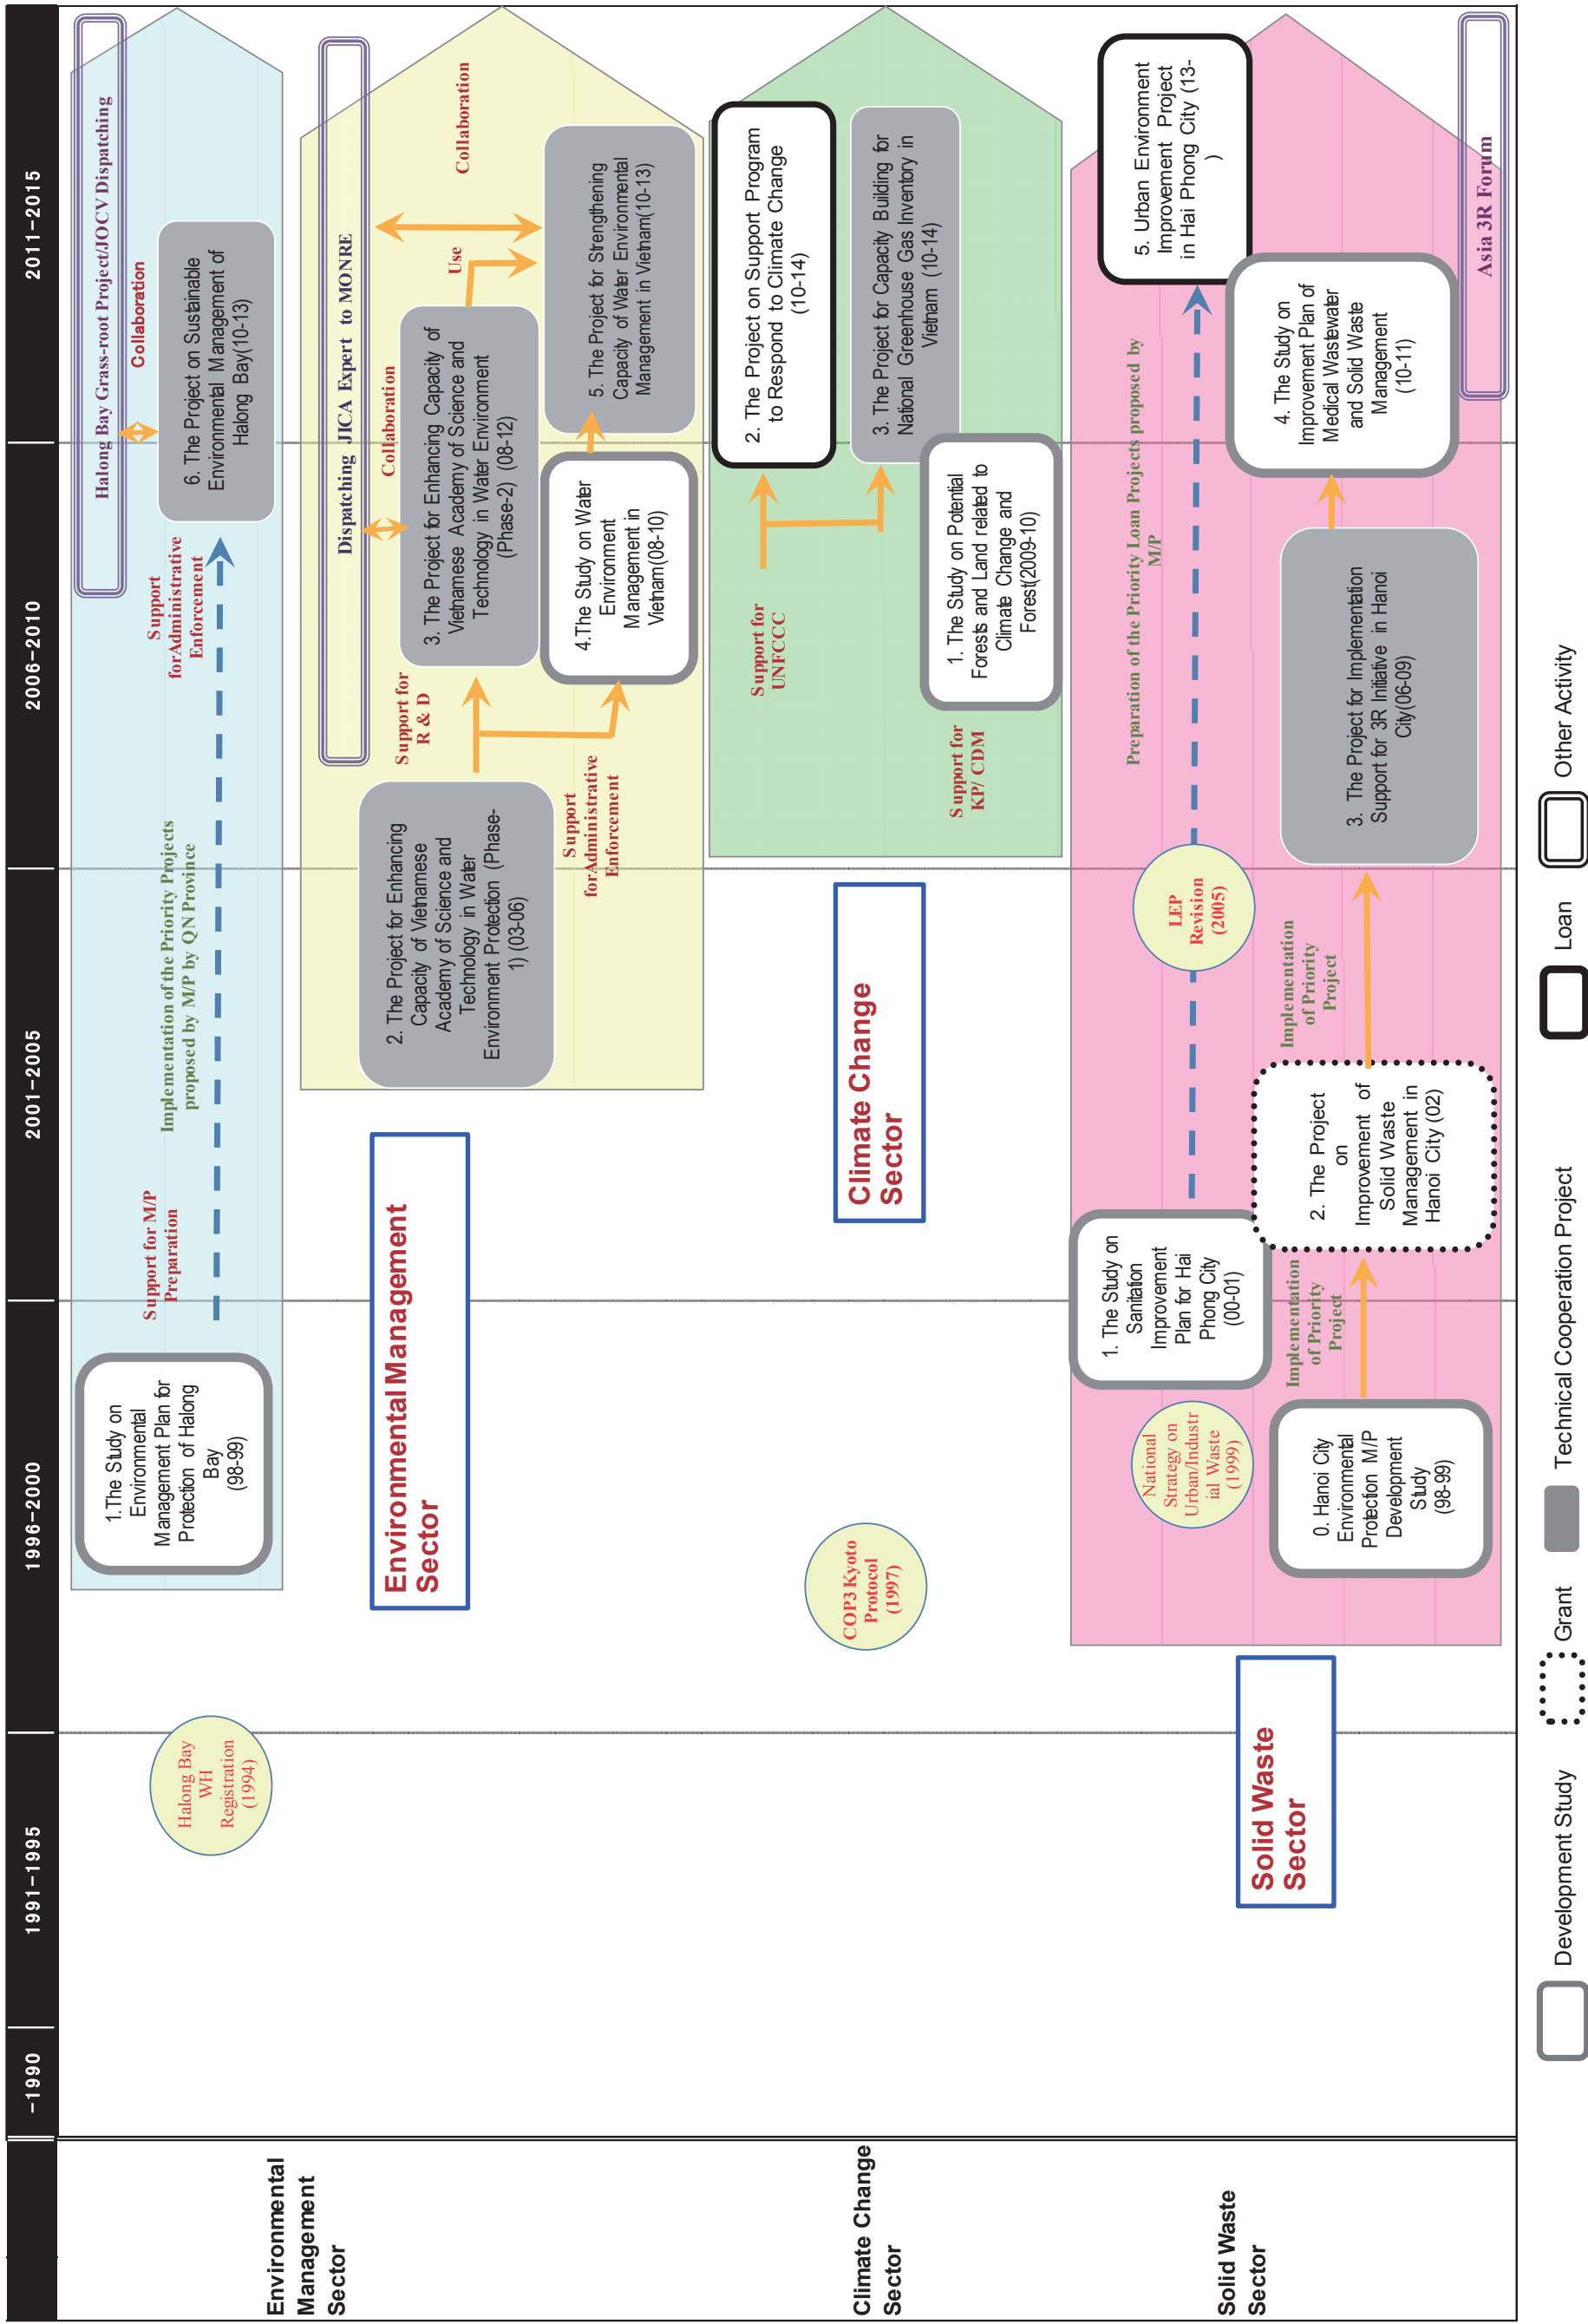 -1990
1991-1995
1996-2000
2001-2005
2006-2010
2011-2015
Environmental
Management
Sector
Climate Change
Sector
Solid Waste
Sector
Halong Bay Grass-root Project/JOCV Dispatching
Collaboration
Halong Bay
WH
Registration
(1994)
1.The Study on
Environmental
Management Plan for
Protection of Halong
Bay
(98-99)
Support for M/P
Preparation
Implementation of the Priority Projects
proposed by M/P by QN Province
Support
forAdministrative
Enforcement
6. The Project on Sustainable
Environmental Management of
Halong Bay(10-13)
Environmental Management
Sector
Dispatching JICA Expert to MONRE
Collaboration
Collaboration
2. The Project for Enhancing
Capacity of Vietnamese
Academy of Science and
Technology in Water
Environment Protection (Phase-
1) (03-06)
Support for
R & D
Support
forAdministrative
Enforcement
3. The Project for Enhancing Capacity of
Vietnamese Academy of Science and
Technology in Water Environment
(Phase-2) (08-12)
Use
4.The Study on Water
Environment
Management in
Vietnam(08-10)
5. The Project for Strengthening
Capacity of Water Environmental
Management in Vietnam(10-13)
COP3 Kyoto
Protocol
(1997)
Climate Change
Sector
Support for
UNFCCC
2. The Project on Support Program
to Respond to Climate Change
(10-14)
3. The Project for Capacity Building for
National Greenhouse Gas Inventory in
Vietnam (10-14)
Support for
KP/ CDM
1. The Study on Potential
Forests and Land related to
Climate Change and
Forest(2009-10)
Solid Waste
Sector
National
Strategy on
Urban/Industr
ial Waste
(1999)
1. The Study on
Sanitation
Improvement
Plan for Hai
Phong City
(00-01)
LEP
Revision
(2005)
Preparation of the Priority Loan Projects proposed by
M/P
5. Urban Environment
Improvement Project
in Hai Phong City (13-
)
0. Hanoi City
Environmental
Protection M/P
Development
Study
(98-99)
Implementation
of Priority
Project
2. The Project
on
Improvement of
Solid Waste
Management in
Hanoi City (02)
Implementation
of Priority
Project
3. The Project for Implementation
Support for 3R Initiative in Hanoi
City(06-09)
4. The Study on
Improvement Plan of
Medical Wastewater
and Solid Waste
Management
(10-11)
Asia 3R Forum
Development Study
Grant
Technical Cooperation Project
Loan
Other Activity